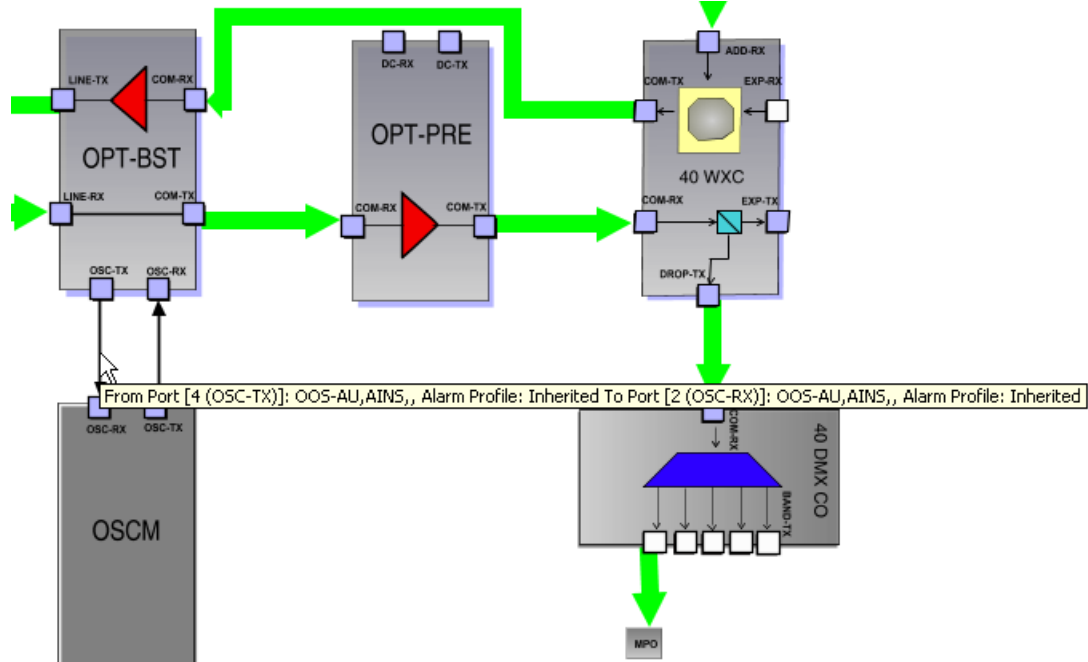 DC-RX DC-TX
ADD-RX
LINE-TX COM-RX
COM-TX EXP-RX
OPT-BST
OPT-PRE
40 WXC
LINE-RX COM-TX
COM-RX COM-TX
COM-RX EXP-TX
OSC-TX OSC-RX
DROP-TX
From Port [4 (OSC-TX)]: OOS-AU,AINS,, Alarm Profile: Inherited To Port [2 (OSC-RX)]: OOS-AU,AINS,, Alarm Profile: Inherited
OSC-RX OSC-TX
COM-RX
40 DMX CO
BAND-TX
OSCM
MPO